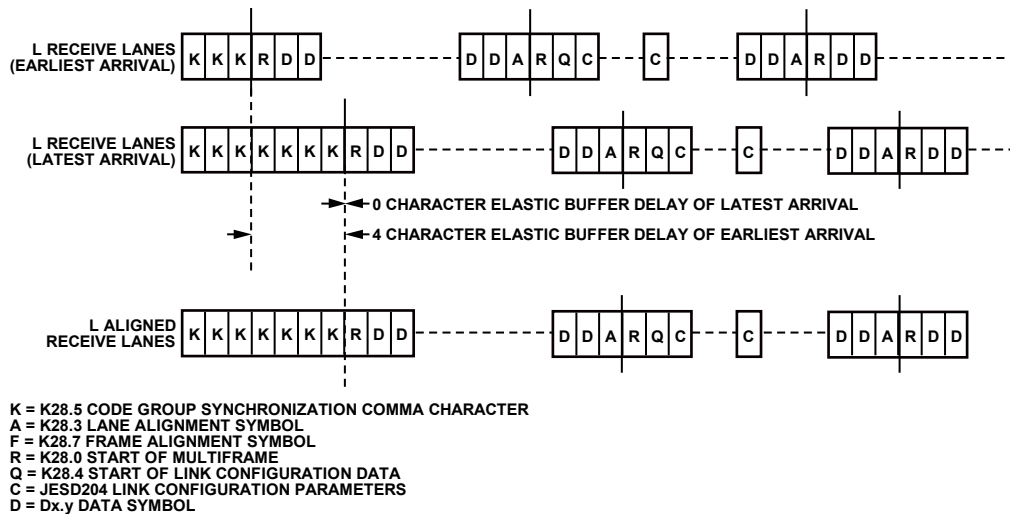 L RECEIVE LANES
(EARLIEST ARRIVAL)
K K K R D D
D D A R Q C
C
D D A R D D
L RECEIVE LANES
(LATEST ARRIVAL)
K K K K K K K R D D
D D A R Q C
C
D D A R D D
0 CHARACTER ELASTIC BUFFER DELAY OF LATEST ARRIVAL
4 CHARACTER ELASTIC BUFFER DELAY OF EARLIEST ARRIVAL
L ALIGNED
RECEIVE LANES
K K K K K K K R D D
D D A R Q C
C
D D A R D D
K = K28.5 CODE GROUP SYNCHRONIZATION COMMA CHARACTER
A = K28.3 LANE ALIGNMENT SYMBOL
F = K28.7 FRAME ALIGNMENT SYMBOL
R = K28.0 START OF MULTIFRAME
Q = K28.4 START OF LINK CONFIGURATION DATA
C = JESD204 LINK CONFIGURATION PARAMETERS
D = Dx.y DATA SYMBOL